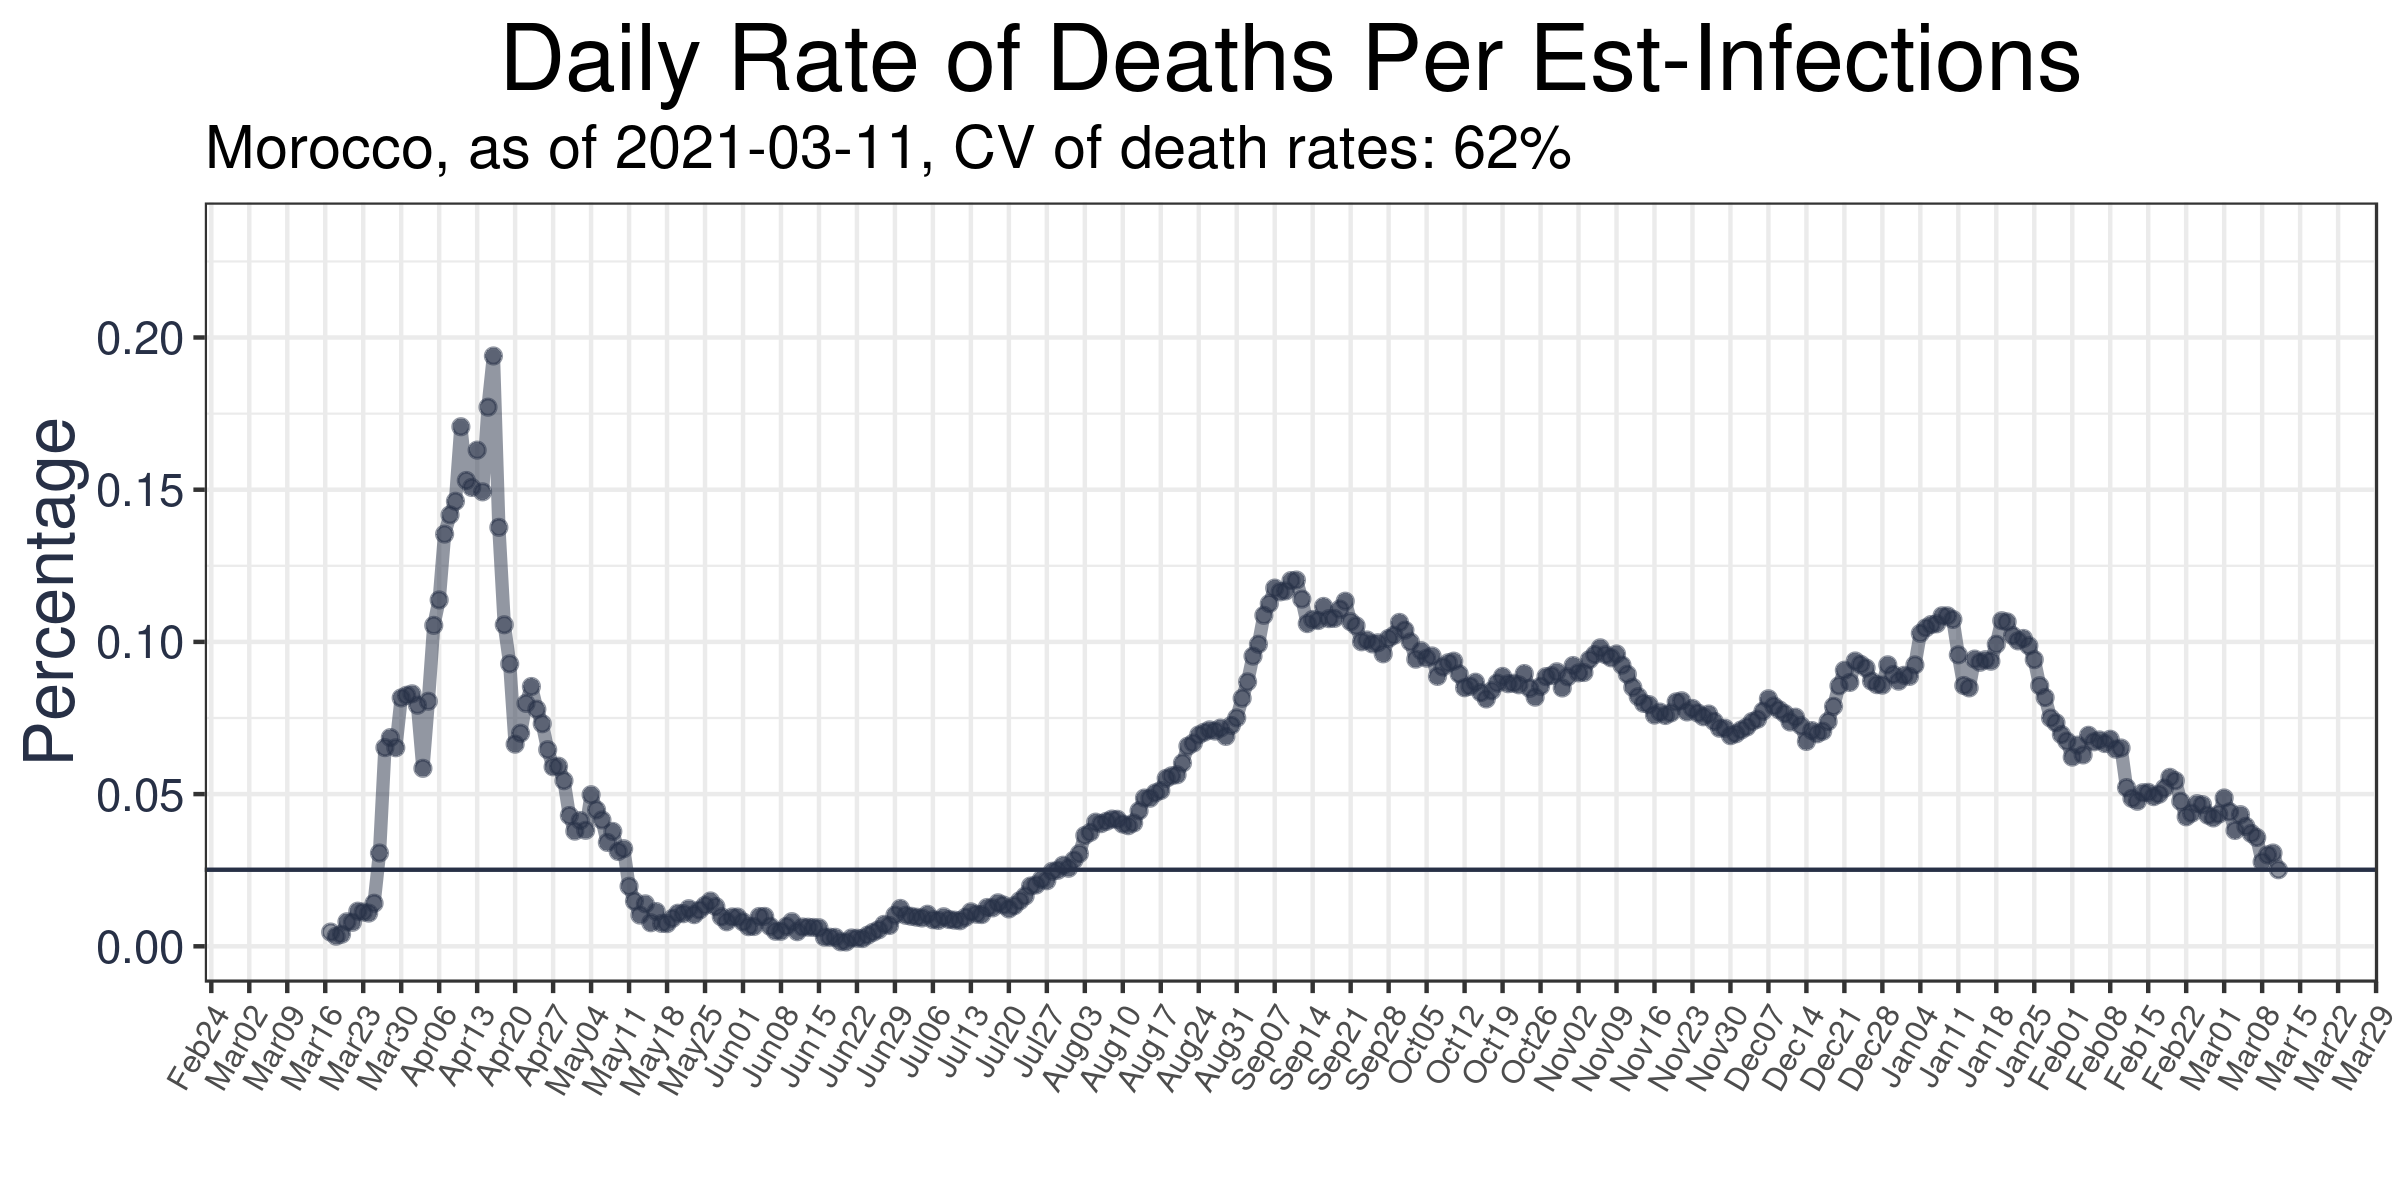 Daily Rate of Deaths Per Est-Infections
Morocco, as of 2021-03-11, CV of death rates: 62%
Percentage
0.20
0.15
0.10
0.05
0.00
Feb24
Mar02
Mar09
Mar16
Mar23
Mar30
Apr06
Apr13
Apr20
Apr27
May04
May11
May18
May25
Jun01
Jun08
Jun15
Jun22
Jun29
Jul06
Jul13
Jul20
Jul27
Aug03
Aug10
Aug17
Aug24
Aug31
Sep07
Sep14
Sep21
Sep28
Oct05
Oct12
Oct19
Oct26
Nov02
Nov09
Nov16
Nov23
Nov30
Dec07
Dec14
Dec21
Dec28
Jan04
Jan11
Jan18
Jan25
Feb01
Feb08
Feb15
Feb22
Mar01
Mar08
Mar15
Mar22
Mar29